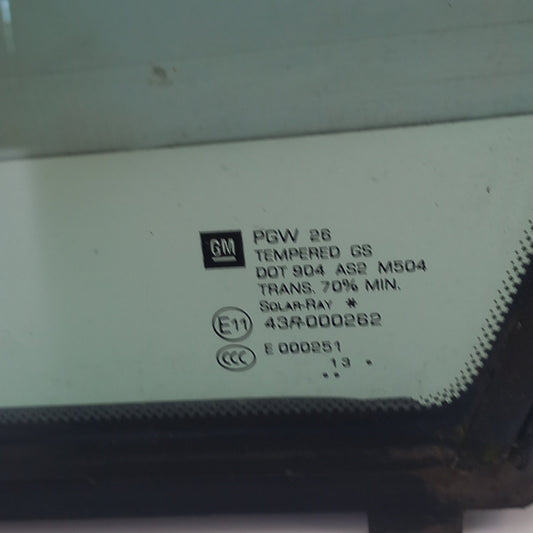 GM PGW 26
TEMPERED GS
DOT 904 AS2 M504
TRANS. 70% MIN.
SOLAR-RAY *
E11 43R-000262
CCC E 000251
13 .
..